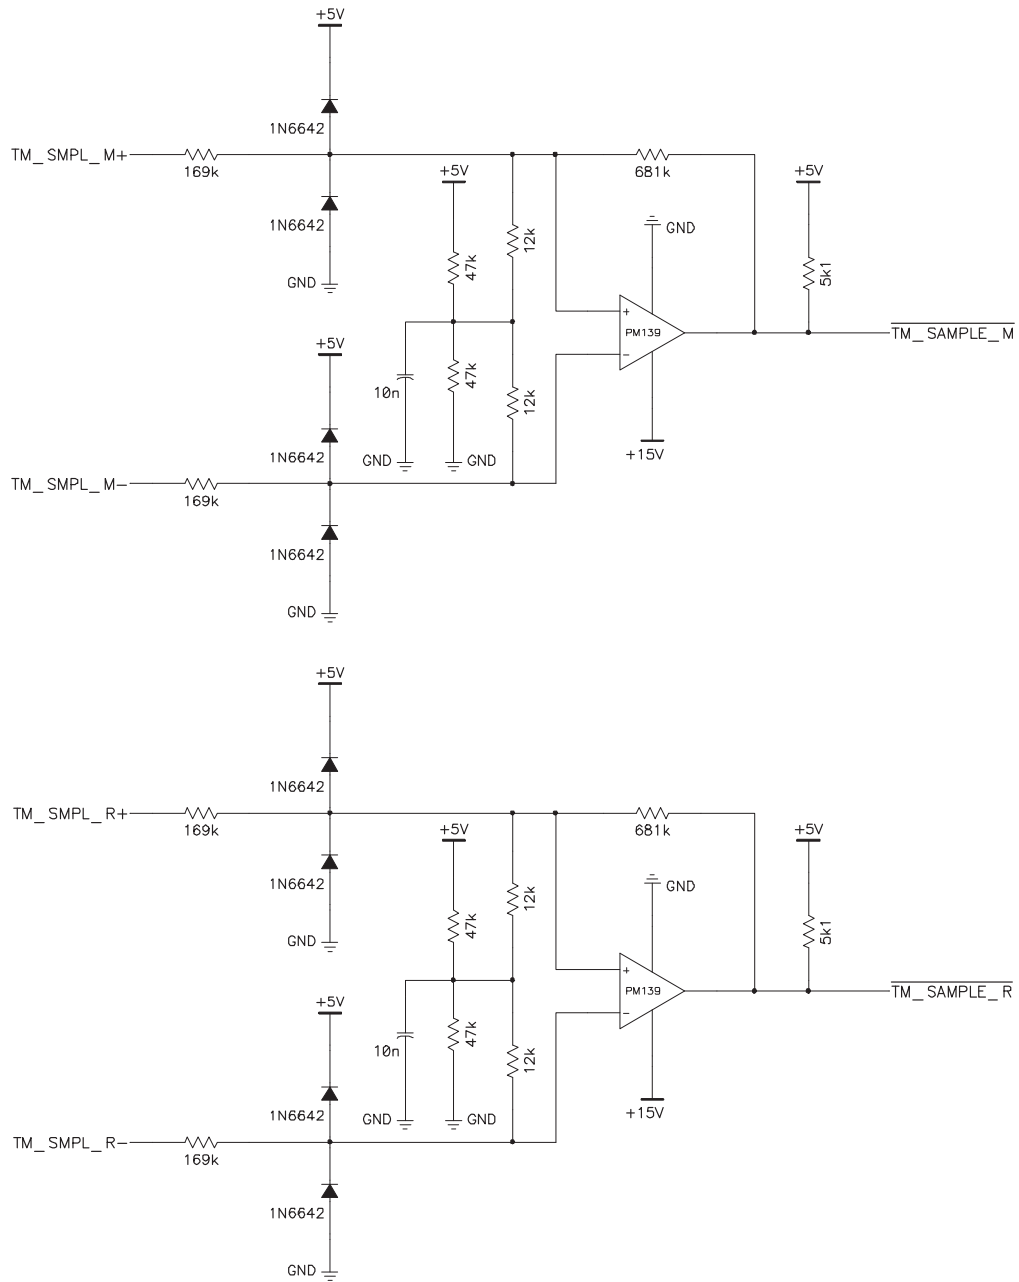 +5V
1N6642
TM_SMPL_M+
169k
681k
+5V
+5V
1N6642
GND
12k
47k
5k1
GND
+
PM139
TM_SAMPLE_M
−
+5V
10n
47k
12k
1N6642
GND
GND
+15V
TM_SMPL_M−
169k
1N6642
GND
+5V
1N6642
TM_SMPL_R+
169k
681k
+5V
+5V
1N6642
GND
12k
47k
5k1
GND
+
PM139
TM_SAMPLE_R
−
+5V
10n
47k
12k
1N6642
GND
GND
+15V
TM_SMPL_R−
169k
1N6642
GND